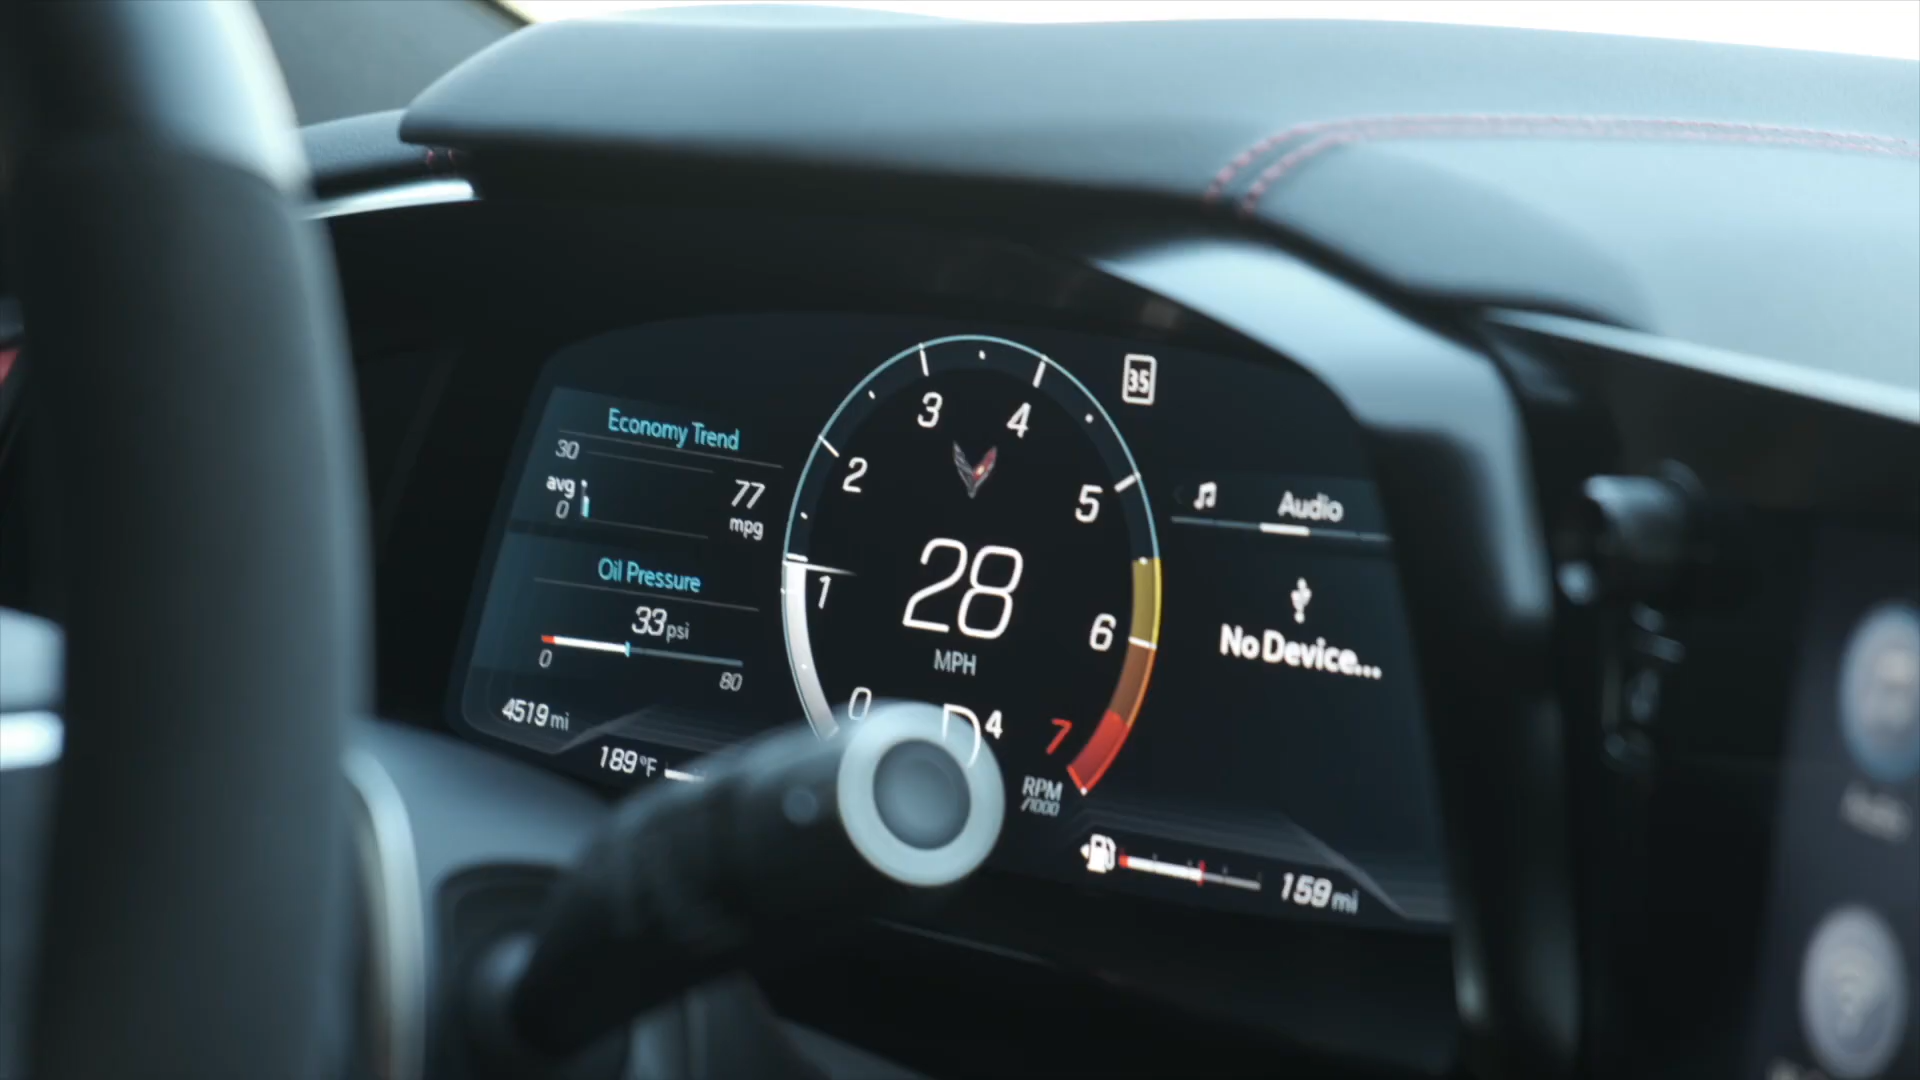 Economy Trend
30
avg
0
77
mpg
Oil Pressure
33 psi
0
80
4519 mi
189 °F
0
1
2
3
4
5
6
7
28
MPH
D4
RPM
/1000
35
Audio
No Device...
159 mi